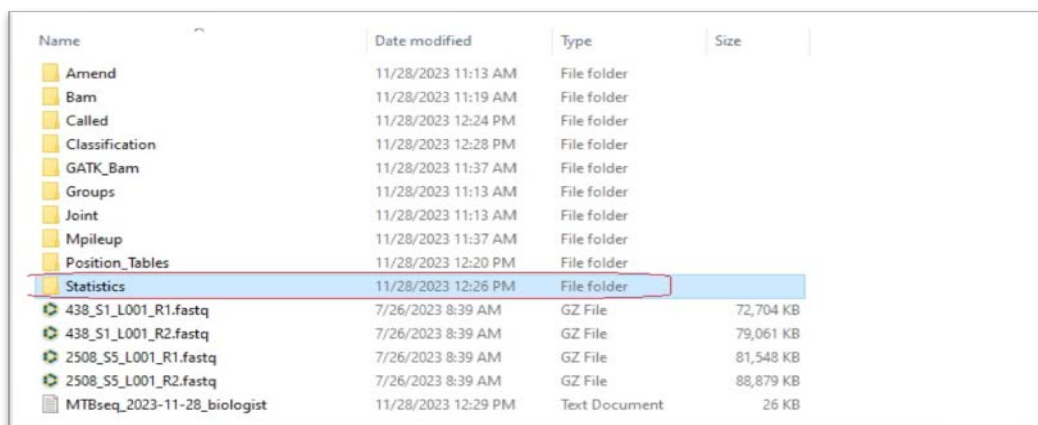 Name Date modified Type Size
Amend 11/28/2023 11:13 AM File folder
Bam 11/28/2023 11:19 AM File folder
Called 11/28/2023 12:24 PM File folder
Classification 11/28/2023 12:28 PM File folder
GATK_Bam 11/28/2023 11:37 AM File folder
Groups 11/28/2023 11:13 AM File folder
Joint 11/28/2023 11:13 AM File folder
Mpileup 11/28/2023 11:37 AM File folder
Position_Tables 11/28/2023 12:20 PM File folder
Statistics 11/28/2023 12:26 PM File folder
438_S1_L001_R1.fastq 7/26/2023 8:39 AM GZ File 72,704 KB
438_S1_L001_R2.fastq 7/26/2023 8:39 AM GZ File 79,061 KB
2508_S5_L001_R1.fastq 7/26/2023 8:39 AM GZ File 81,548 KB
2508_S5_L001_R2.fastq 7/26/2023 8:39 AM GZ File 88,879 KB
MTBseq_2023-11-28_biologist 11/28/2023 12:29 PM Text Document 26 KB